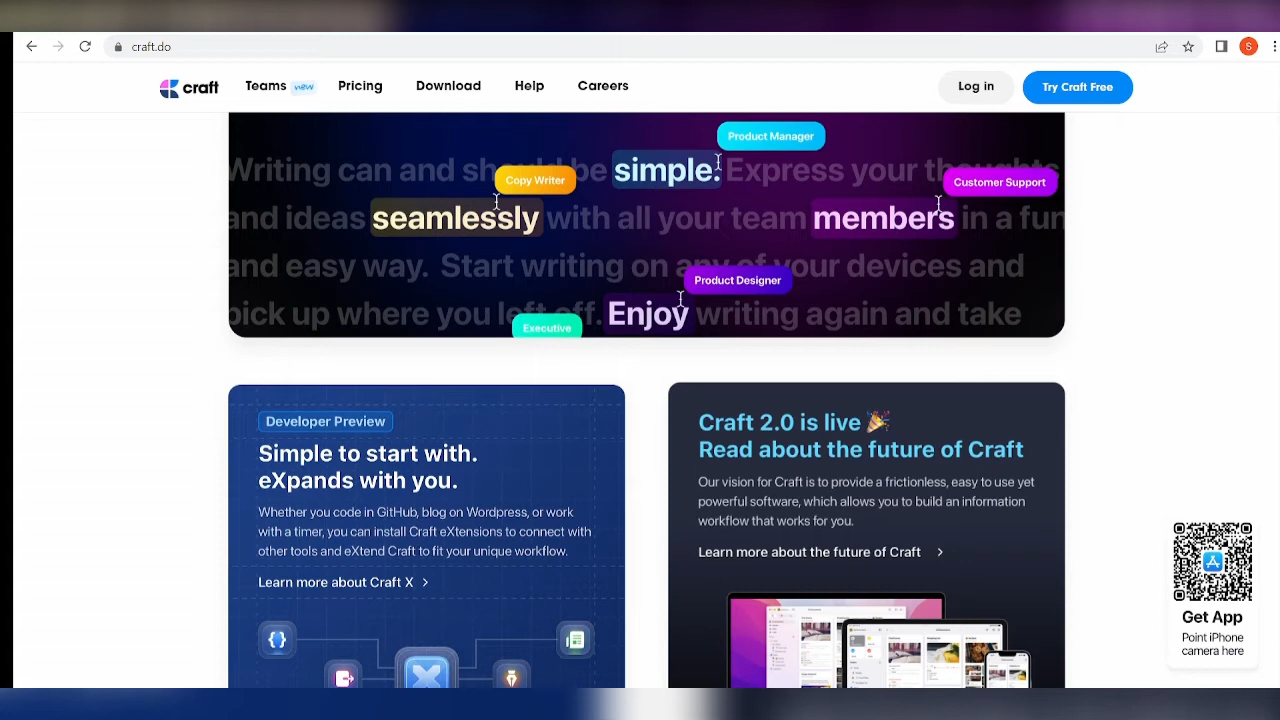 craft.do
S
craft
Teams new
Pricing
Download
Help
Careers
Log in
Try Craft Free
Product Manager
Writing can and should be simple. Express your thoughts
Copy Writer
Customer Support
and ideas seamlessly with all your team members in a fun
and easy way. Start writing on any of your devices and
Product Designer
pick up where you left off. Enjoy writing again and take
Executive
Developer Preview
Simple to start with.
eXpands with you.
Whether you code in GitHub, blog on Wordpress, or work
with a timer, you can install Craft eXtensions to connect with
other tools and eXtend Craft to fit your unique workflow.
Learn more about Craft X
Craft 2.0 is live 🎉
Read about the future of Craft
Our vision for Craft is to provide a frictionless, easy to use yet
powerful software, which allows you to build an information
workflow that works for you.
Learn more about the future of Craft
Get App
Point iPhone
camera here